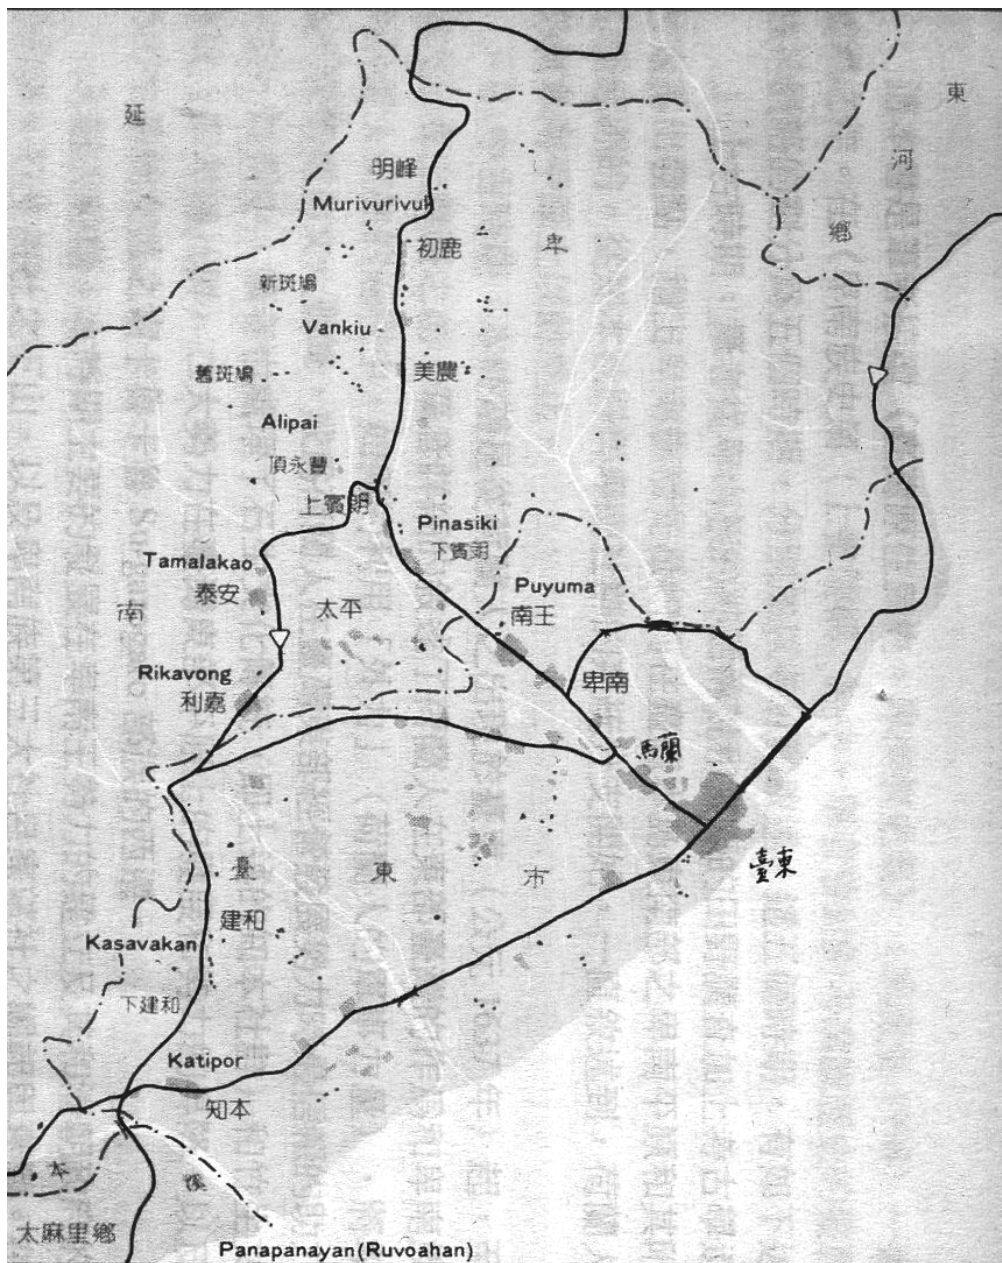 延
東
河
鄉
明峰
Murivurivuk
初鹿
卑
新斑鳩
Vankiu
舊斑鳩
美農
Alipai
頂永豐
上賓朗
Pinasiki
下賓朗
Tamalakao
泰安
Puyuma
南王
南
太平
Rikavong
利嘉
卑南
馬蘭
臺東
臺
東
市
建和
Kasavakan
下建和
Katipor
知本
本
溪
太麻里鄉
Panapanayan(Ruvoahan)